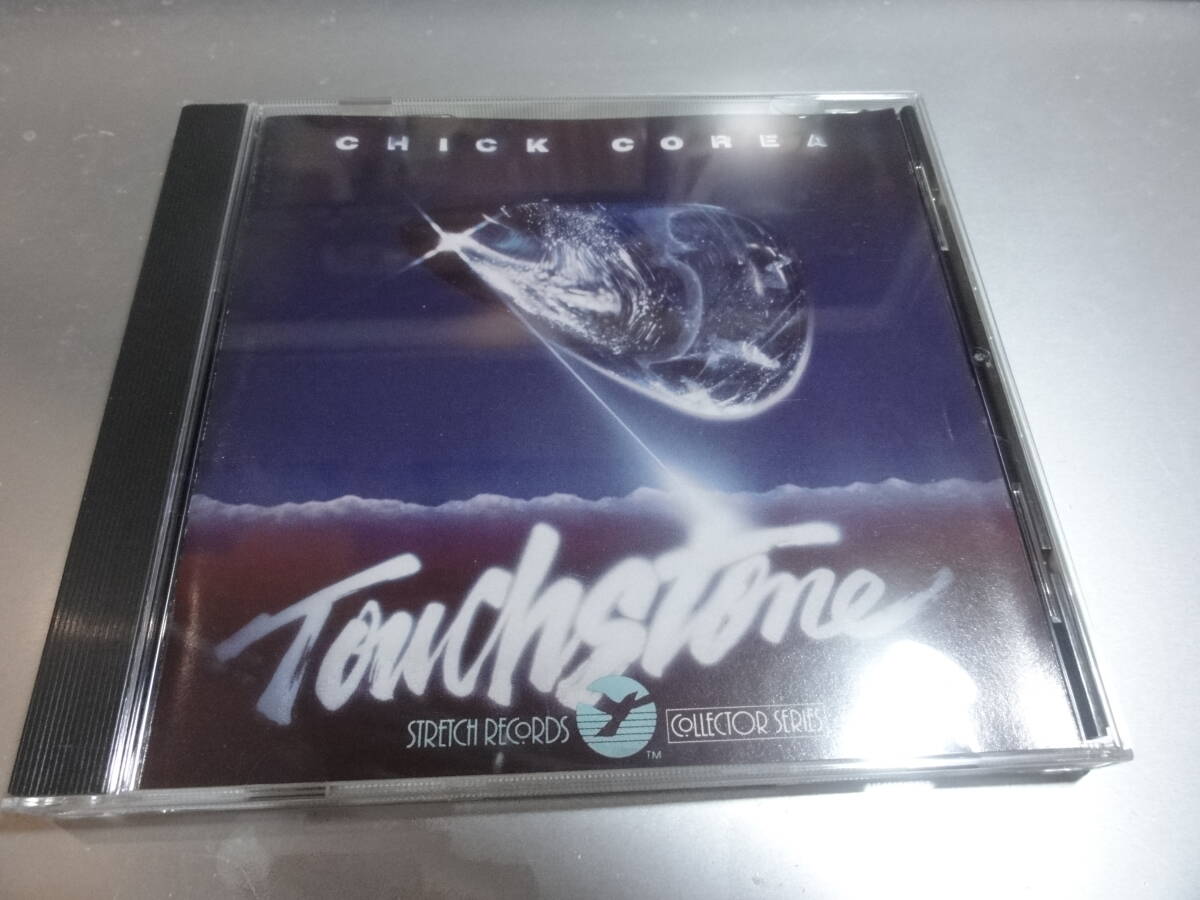 CHICK COREA
Touchstone
STRETCH RECORDS ™ COLLECTOR SERIES